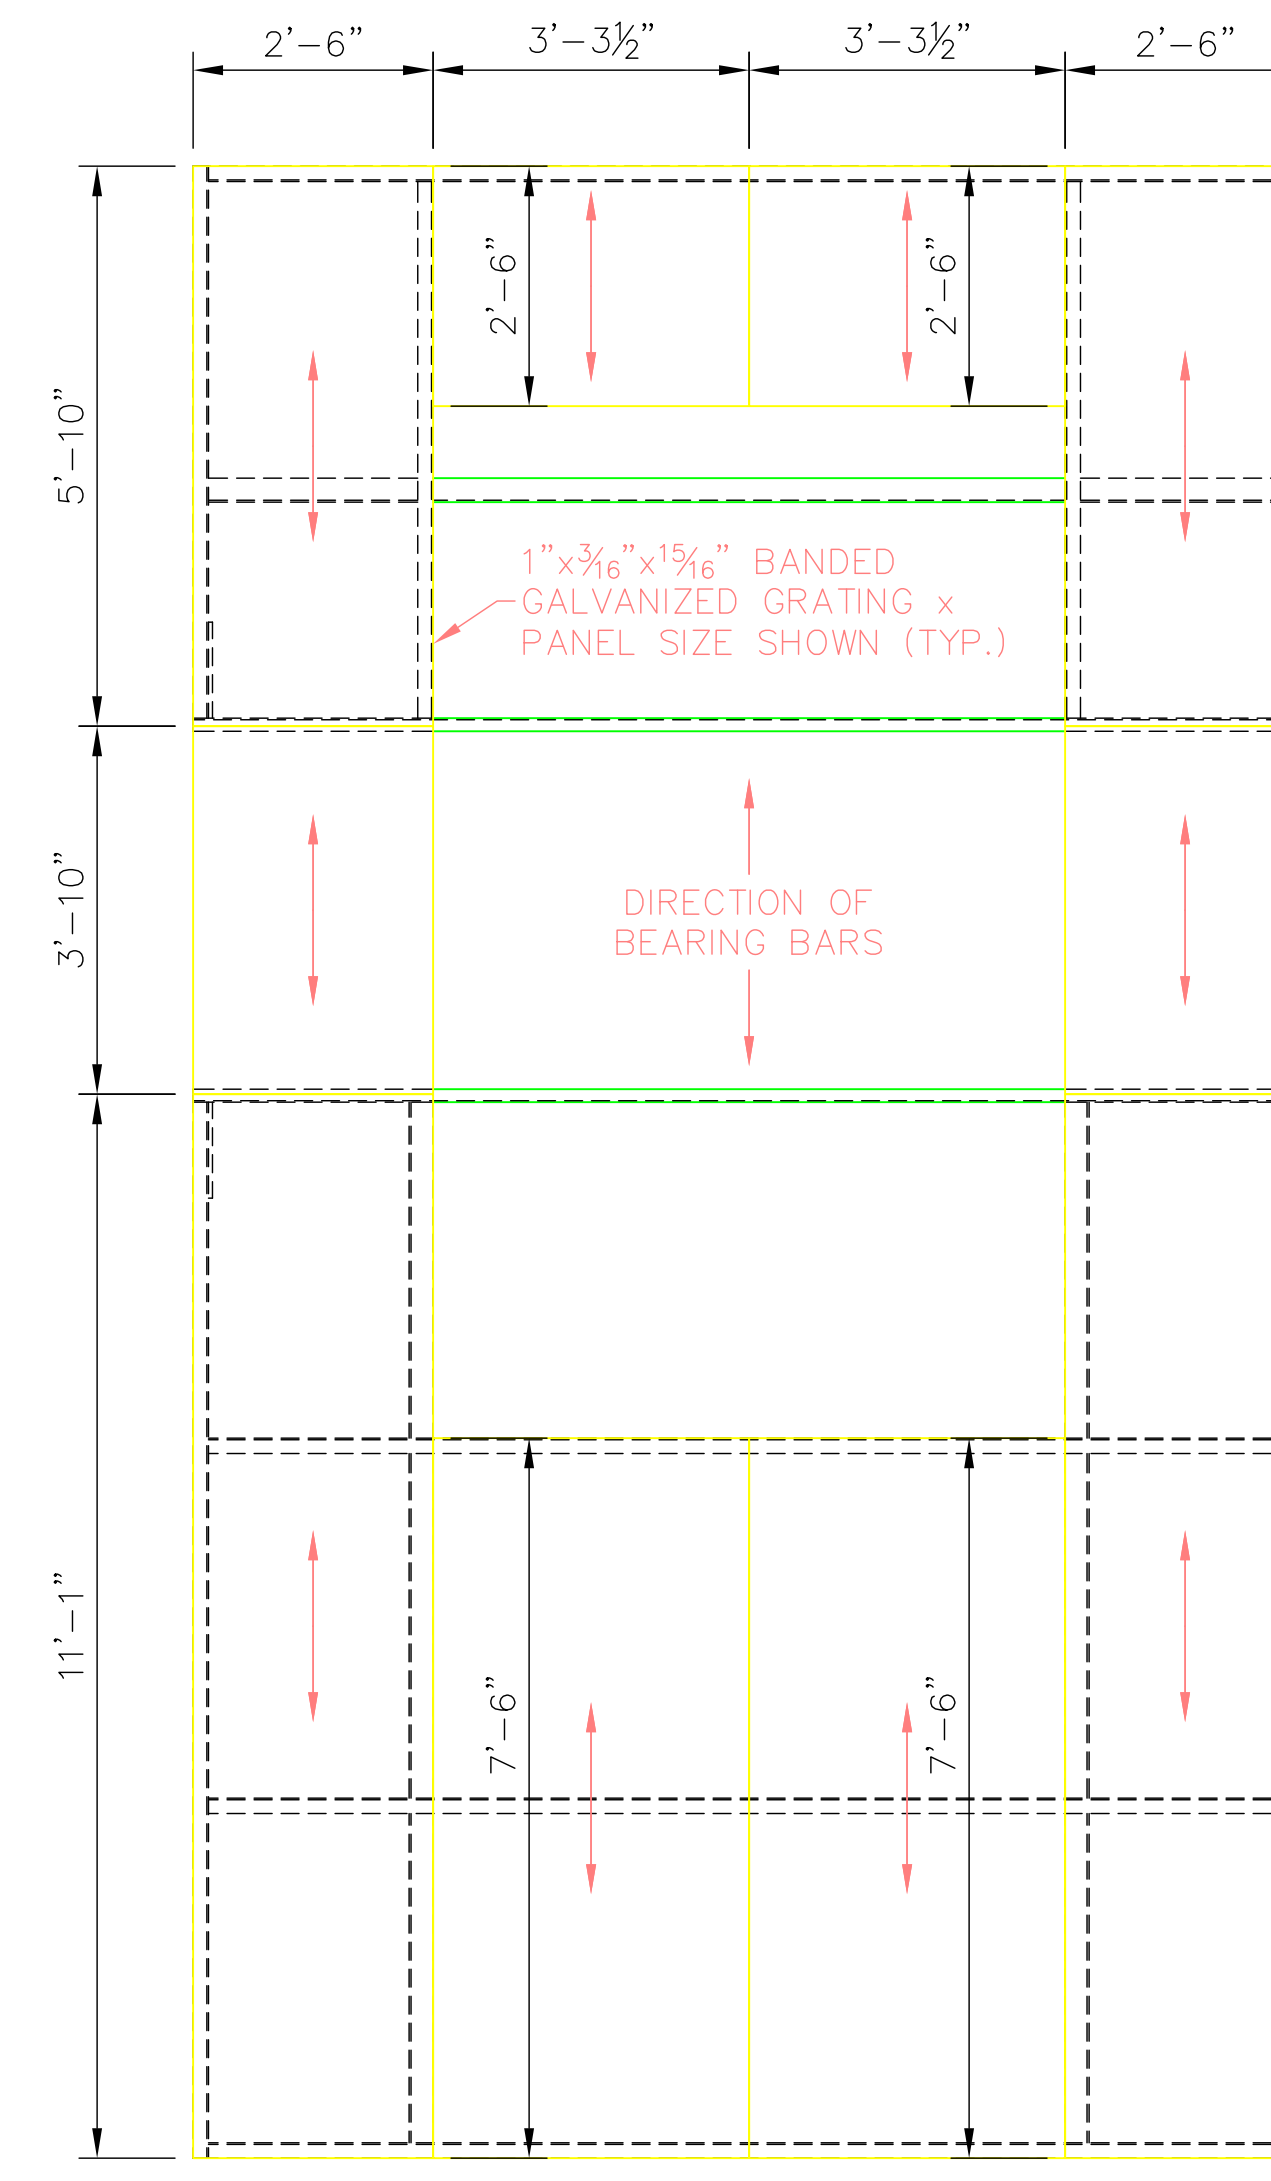 2'-6" 3'-3½" 3'-3½" 2'-6"
2'-6" 2'-6"
5'-10"
1"x3⁄16"x15⁄16" BANDED
GALVANIZED GRATING x
PANEL SIZE SHOWN (TYP.)
3'-10"
DIRECTION OF
BEARING BARS
11'-1"
7'-6" 7'-6"